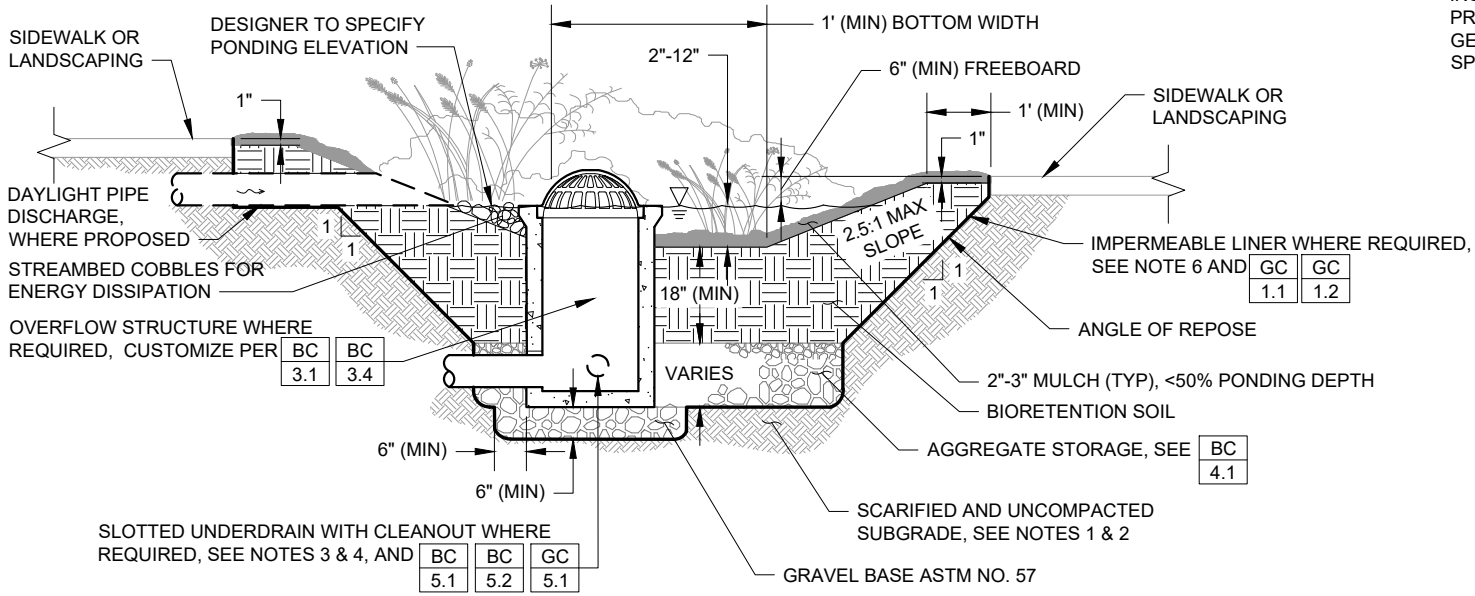 SIDEWALK OR
LANDSCAPING
DESIGNER TO SPECIFY
PONDING ELEVATION
1' (MIN) BOTTOM WIDTH
2"-12"
6" (MIN) FREEBOARD
1' (MIN)
SIDEWALK OR
LANDSCAPING
1"
1"
DAYLIGHT PIPE
DISCHARGE,
WHERE PROPOSED
1
1
2.5:1 MAX
SLOPE
1
1
IMPERMEABLE LINER WHERE REQUIRED,
SEE NOTE 6 AND GC GC
1.1 1.2
STREAMBED COBBLES FOR
ENERGY DISSIPATION
18" (MIN)
ANGLE OF REPOSE
OVERFLOW STRUCTURE WHERE
REQUIRED, CUSTOMIZE PER BC BC
3.1 3.4
VARIES
2"-3" MULCH (TYP), <50% PONDING DEPTH
BIORETENTION SOIL
AGGREGATE STORAGE, SEE BC
4.1
6" (MIN)
6" (MIN)
SCARIFIED AND UNCOMPACTED
SUBGRADE, SEE NOTES 1 & 2
SLOTTED UNDERDRAIN WITH CLEANOUT WHERE
REQUIRED, SEE NOTES 3 & 4, AND BC BC GC
5.1 5.2 5.1
GRAVEL BASE ASTM NO. 57
PR
GE
SP